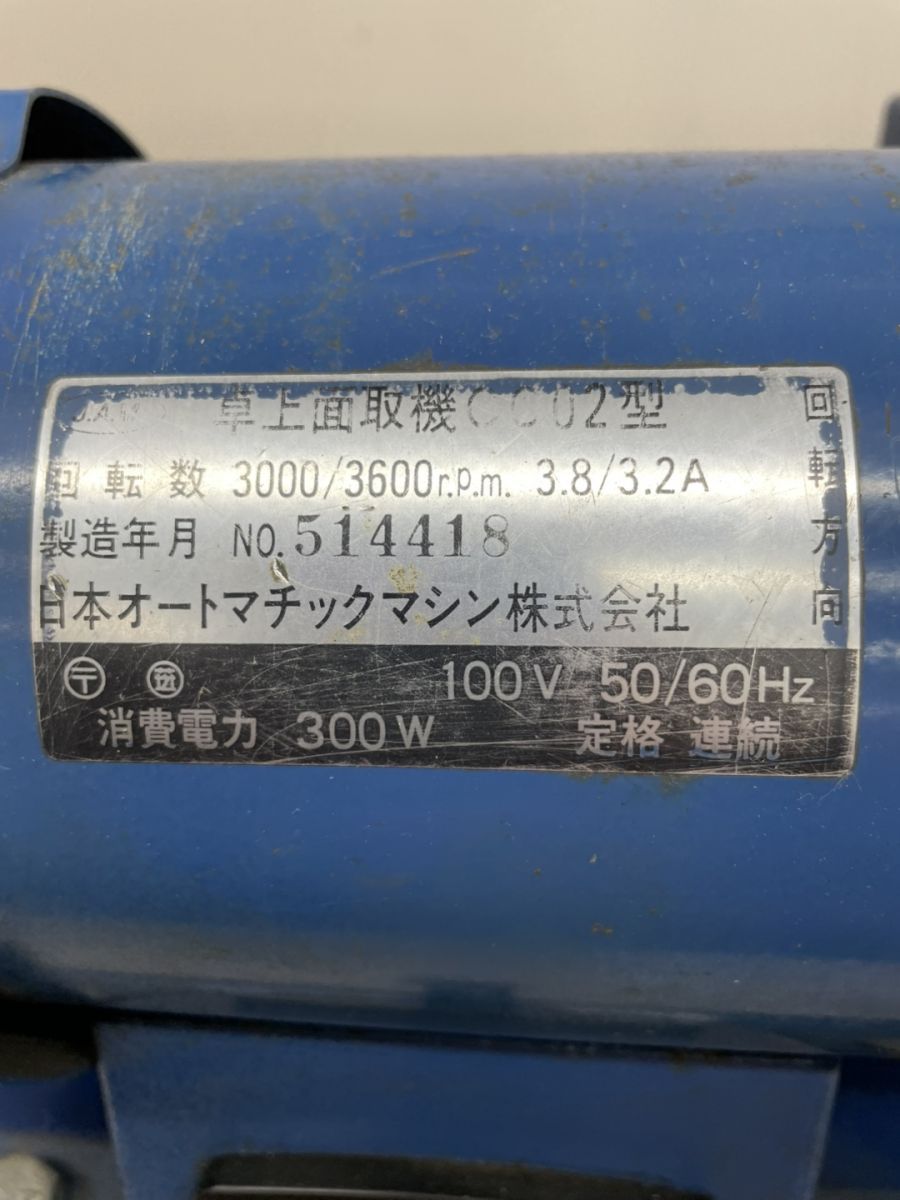 卓上面取機CC02型
回転数 3000/3600r.p.m. 3.8/3.2A
製造年月 NO.514418
日本オートマチックマシン株式会社
回転方向
〒 100V 50/60Hz
消費電力 300W 定格 連続